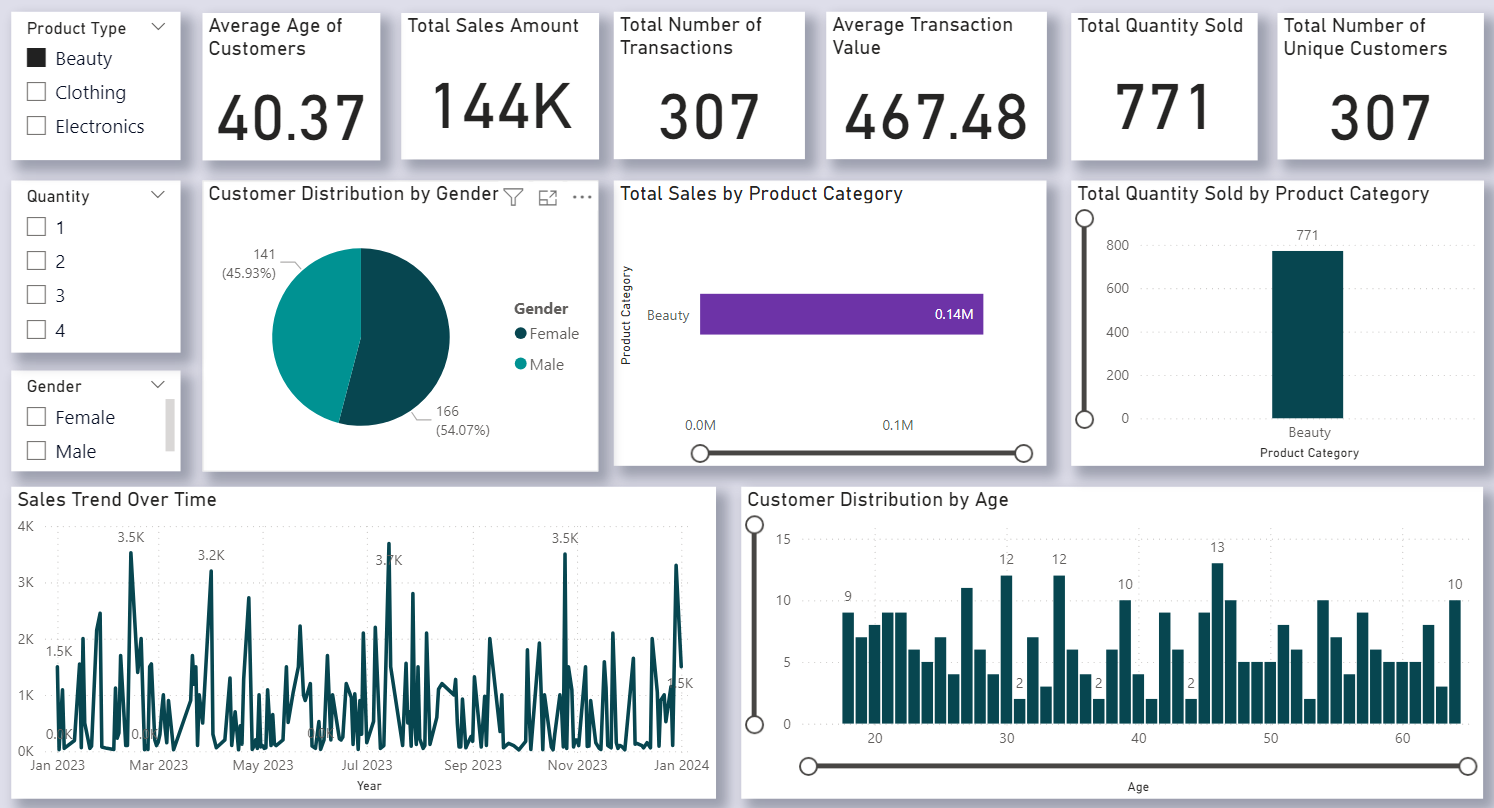 Product Type
Beauty
Clothing
Electronics
Average Age of
Customers
40.37
Total Sales Amount
144K
Total Number of
Transactions
307
Average Transaction
Value
467.48
Total Quantity Sold
771
Total Number of
Unique Customers
307
Quantity
1
2
3
4
Gender
Female
Male
Customer Distribution by Gender
141
(45.93%)
166
(54.07%)
Gender
Female
Male
Total Sales by Product Category
Product Category
Beauty
0.14M
0.0M
0.1M
Total Quantity Sold by Product Category
800
600
400
200
0
771
Beauty
Product Category
Sales Trend Over Time
4K
3K
2K
1K
0K
1.5K
3.5K
3.2K
3.7K
3.5K
1.5K
0.0K
Jan 2023
Mar 2023
May 2023
Jul 2023
Sep 2023
Nov 2023
Jan 2024
Year
Customer Distribution by Age
15
10
5
0
9
12
2
12
2
10
2
13
10
20
30
40
50
60
Age